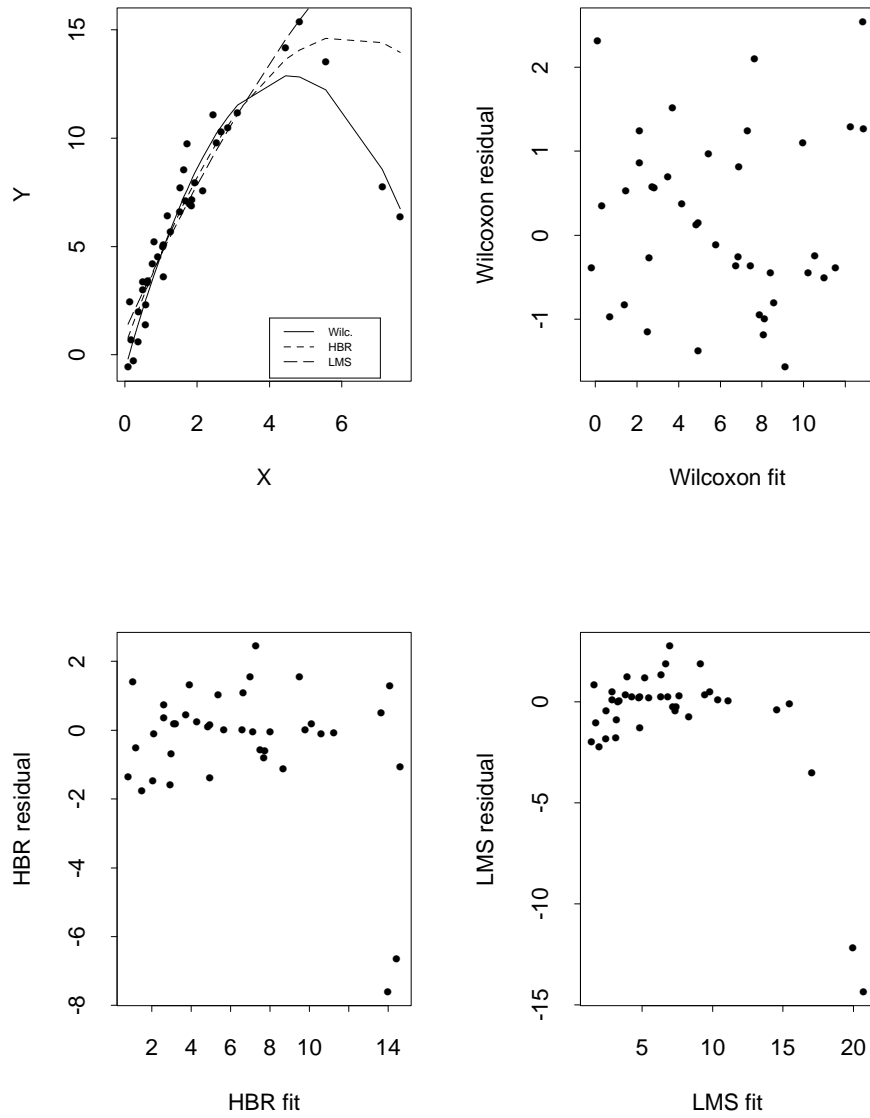 Y
15
10
5
0
Wilc.
HBR
LMS
0 2 4 6
X
Wilcoxon residual
2
1
0
-1
0 2 4 6 8 10
Wilcoxon fit
HBR residual
2
0
-2
-4
-6
-8
2 4 6 8 10 14
HBR fit
LMS residual
0
-5
-10
-15
5 10 15 20
LMS fit